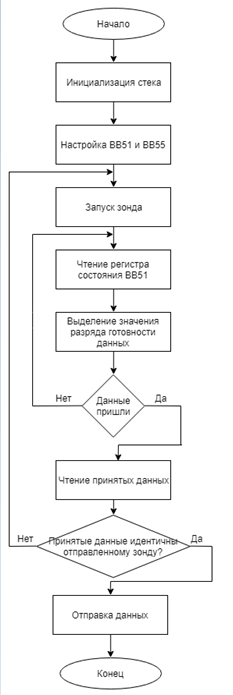 Начало
Инициализация стека
Настройка ВВ51 и ВВ55
Запуск зонда
Чтение регистра
состояния ВВ51
Выделение значения
разряда готовности
данных
Нет
Данные
пришли
Да
Чтение принятых данных
Нет
Принятые данные идентичны
отправленному зонду?
Да
Отправка данных
Конец